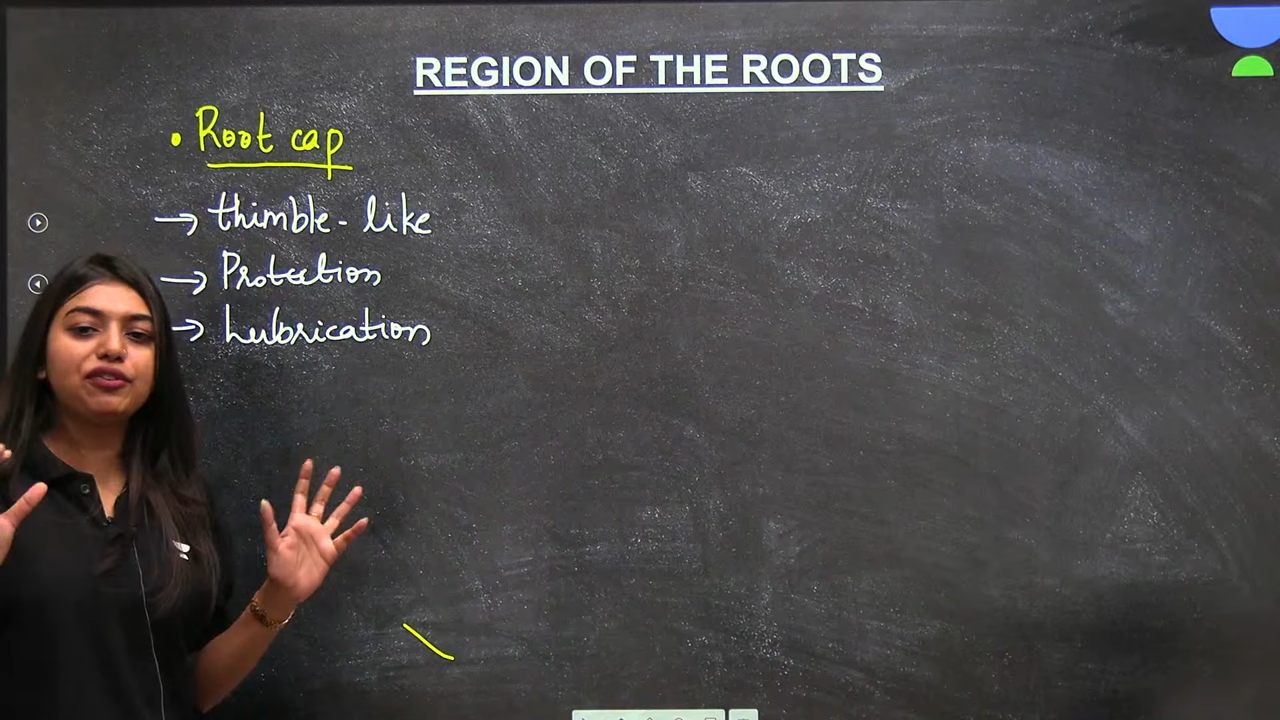 REGION OF THE ROOTS
• Root cap
→ thimble-like
→ Protection
→ Lubrication